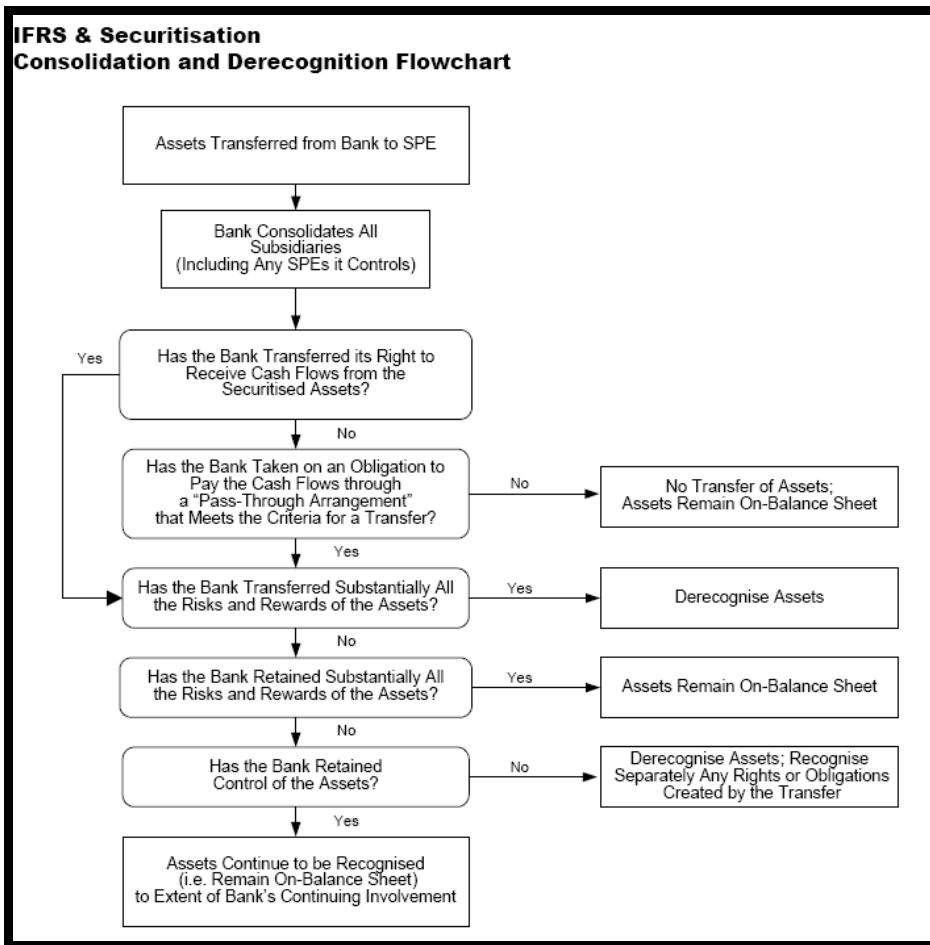 IFRS & Securitisation
Consolidation and Derecognition Flowchart
Assets Transferred from Bank to SPE
Bank Consolidates All
Subsidiaries
(Including Any SPEs it Controls)
Yes
Has the Bank Transferred its Right to
Receive Cash Flows from the
Securitised Assets?
No
Has the Bank Taken on an Obligation to
Pay the Cash Flows through
a “Pass-Through Arrangement”
that Meets the Criteria for a Transfer?
No
No Transfer of Assets;
Assets Remain On-Balance Sheet
Yes
Has the Bank Transferred Substantially All
the Risks and Rewards of the Assets?
Yes
Derecognise Assets
No
Has the Bank Retained Substantially All
the Risks and Rewards of the Assets?
Yes
Assets Remain On-Balance Sheet
No
Has the Bank Retained
Control of the Assets?
No
Derecognise Assets; Recognise
Separately Any Rights or Obligations
Created by the Transfer
Yes
Assets Continue to be Recognised
(i.e. Remain On-Balance Sheet)
to Extent of Bank’s Continuing Involvement